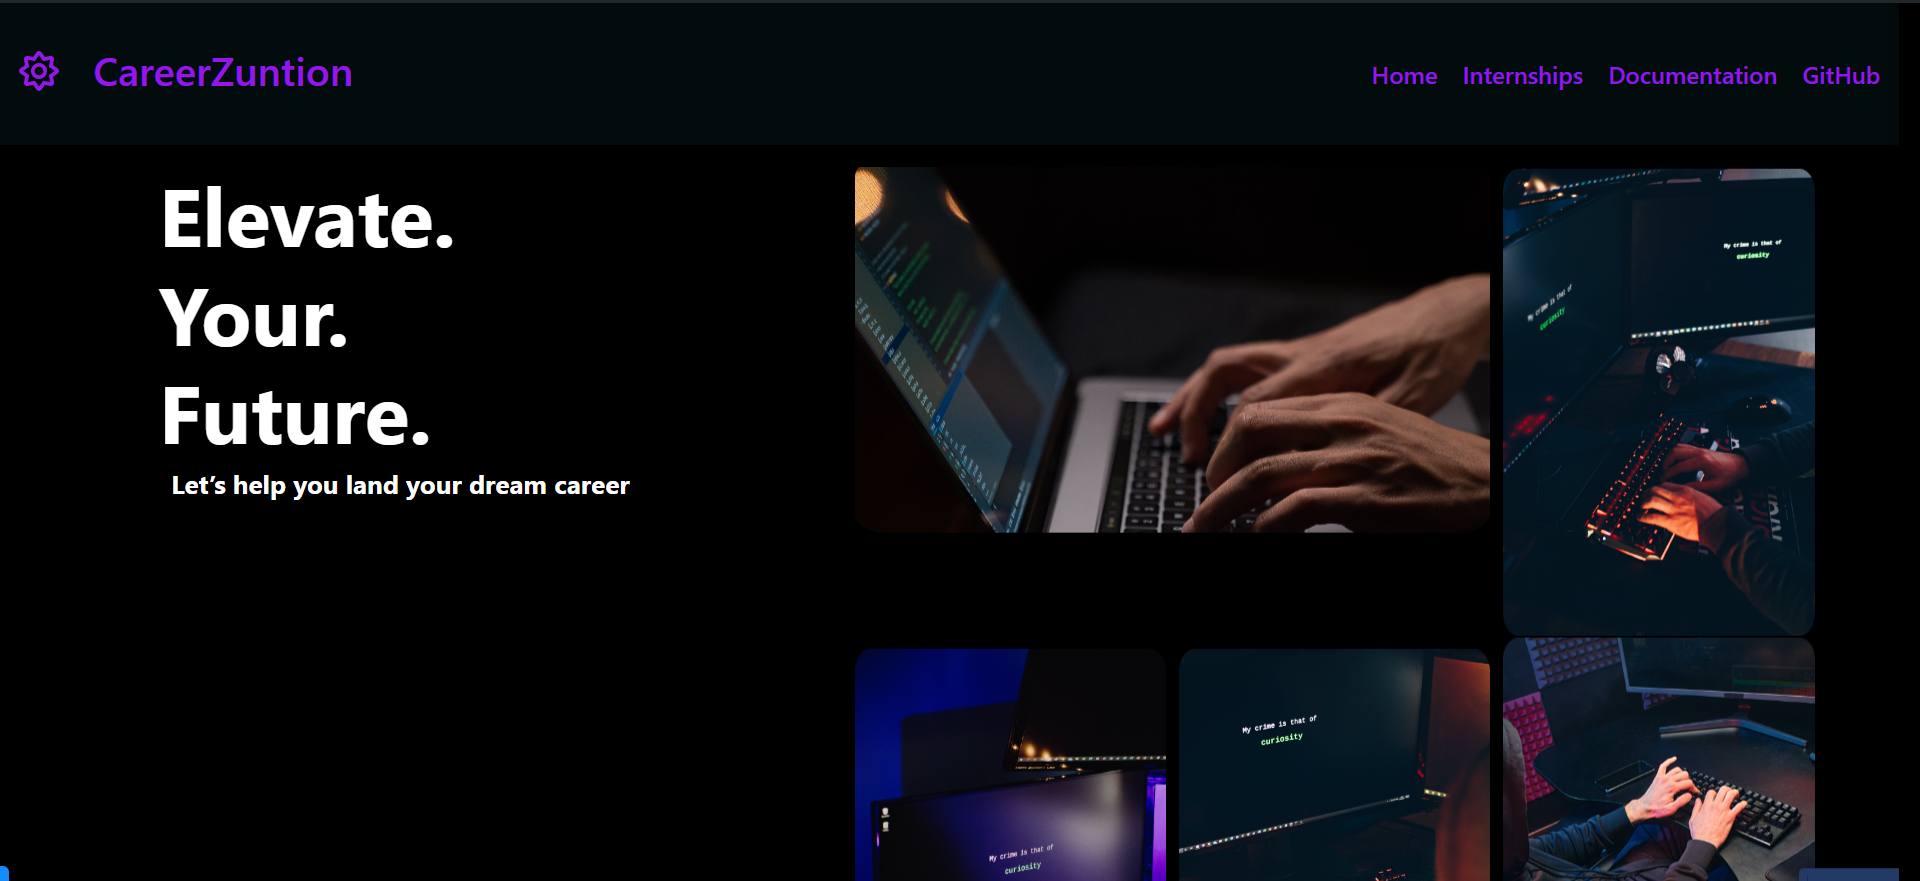 CareerZuntion
Home Internships Documentation GitHub
Elevate.
Your.
Future.
Let’s help you land your dream career
My crime is that of
curiosity
My crime is that of
curiosity
My crime is that of
curiosity
My crime is that of
curiosity